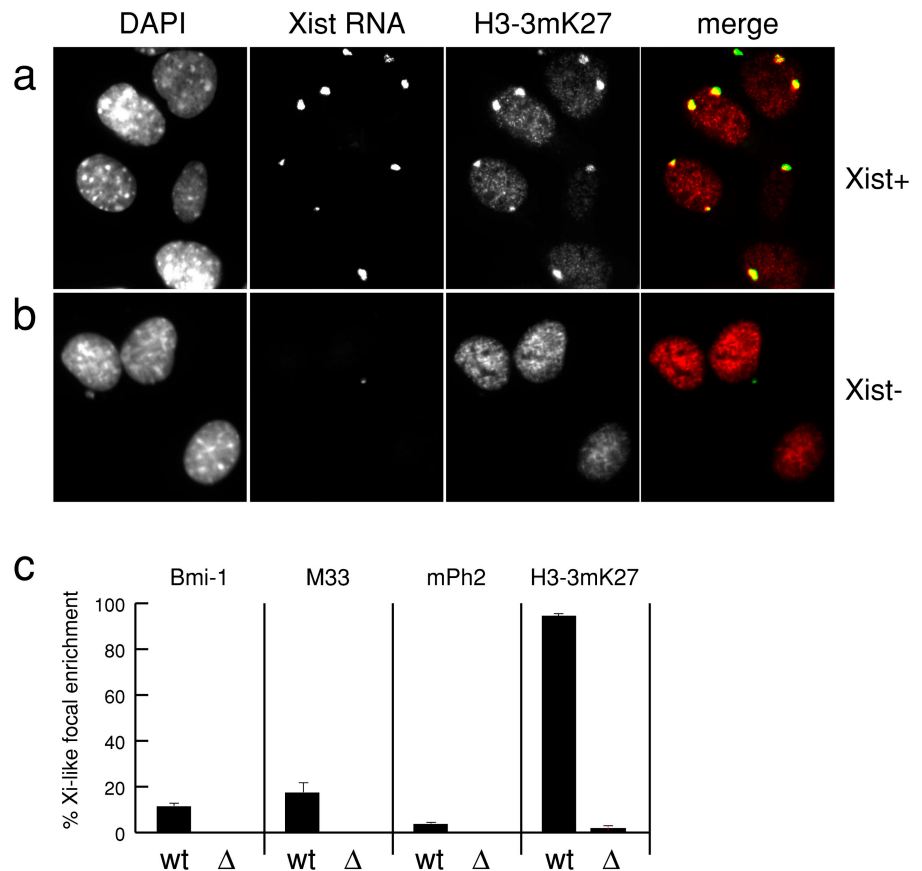 DAPI Xist RNA H3-3mK27 merge
a
Xist+
b
Xist-
c
Bmi-1 M33 mPh2 H3-3mK27
% Xi-like focal enrichment
100
80
60
40
20
0
wt Δ wt Δ wt Δ wt Δ